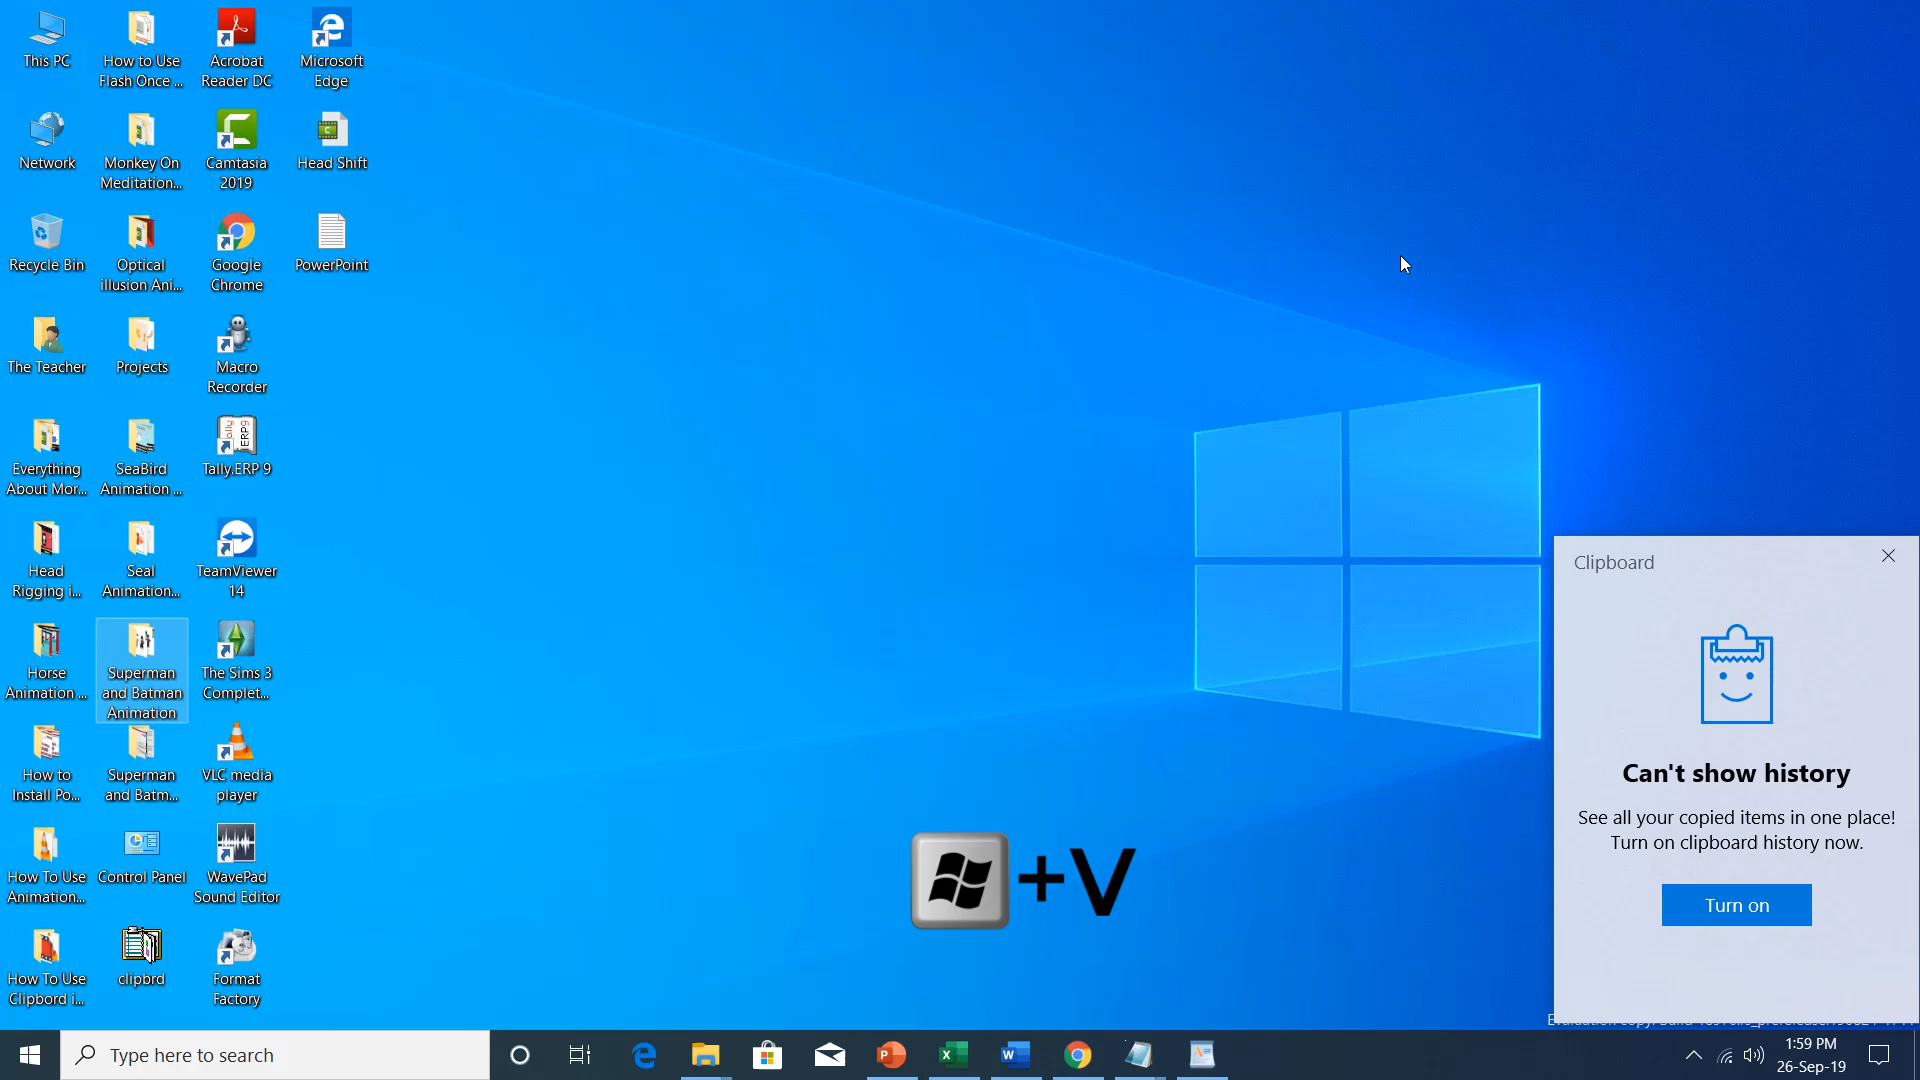 This PC
How to Use
Flash Once ...
Acrobat
Reader DC
Microsoft
Edge
Network
Monkey On
Meditation...
Camtasia
2019
Head Shift
Recycle Bin
Optical
illusion Ani...
Google
Chrome
PowerPoint
The Teacher
Projects
Macro
Recorder
Everything
About Mor...
SeaBird
Animation ...
Tally.ERP 9
Head
Rigging i...
Seal
Animation...
TeamViewer
14
Horse
Animation ...
Superman
and Batman
Animation
The Sims 3
Complet...
How to
Install Po...
Superman
and Batm...
VLC media
player
How To Use
Animation...
Control Panel
WavePad
Sound Editor
How To Use
Clipbord i...
clipbrd
Format
Factory
+V
Clipboard
Can't show history
See all your copied items in one place!
Turn on clipboard history now.
Turn on
Type here to search
1:59 PM
26-Sep-19